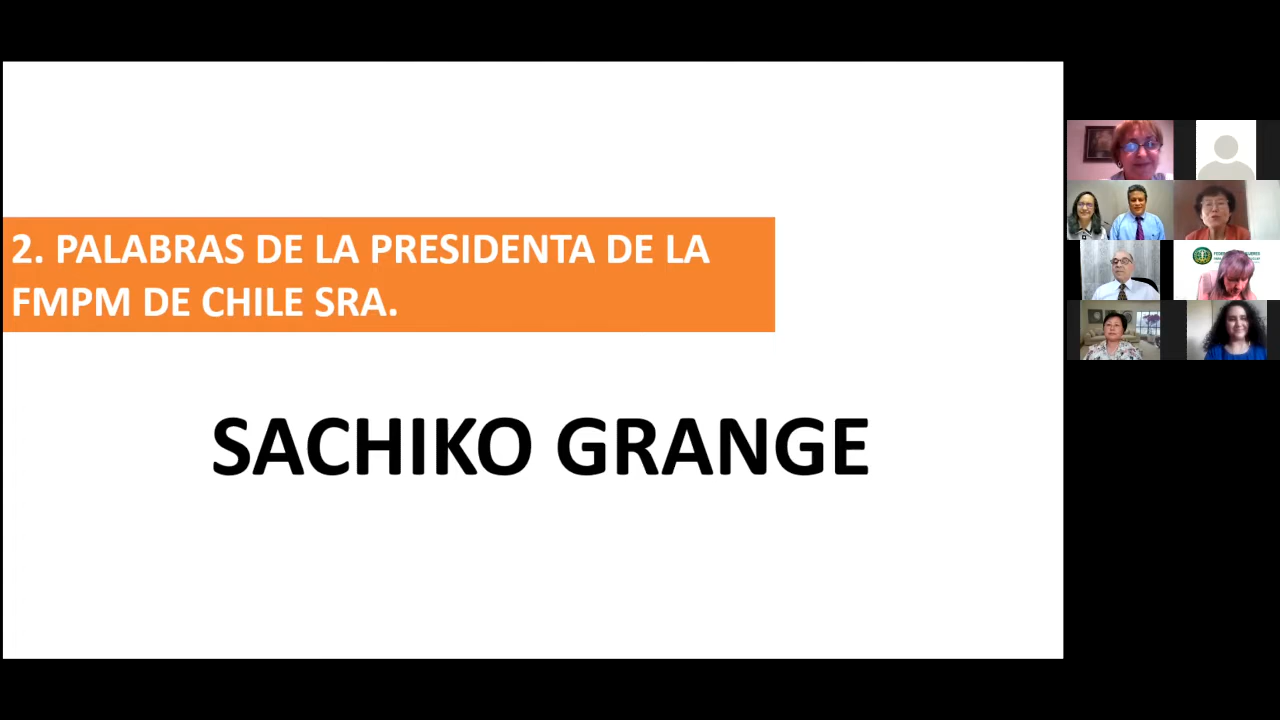 2. PALABRAS DE LA PRESIDENTA DE LA
FMPM DE CHILE SRA.
SACHIKO GRANGE